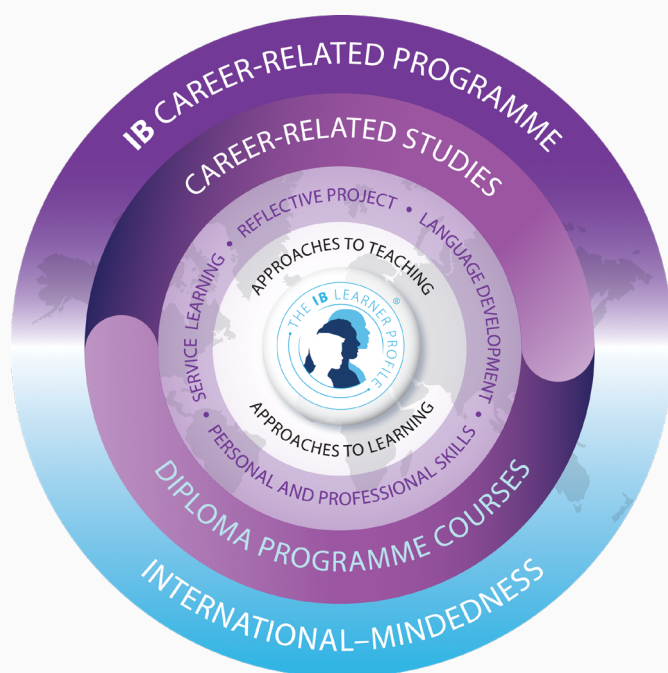 IB CAREER-RELATED PROGRAMME
CAREER-RELATED STUDIES
SERVICE LEARNING • REFLECTIVE PROJECT • LANGUAGE DEVELOPMENT •
PERSONAL AND PROFESSIONAL SKILLS •
APPROACHES TO TEACHING
• THE IB LEARNER PROFILE • ®
APPROACHES TO LEARNING
DIPLOMA PROGRAMME COURSES
INTERNATIONAL–MINDEDNESS